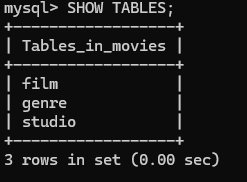 mysql> SHOW TABLES;
+------------------+
| Tables_in_movies |
+------------------+
| film             |
| genre            |
| studio           |
+------------------+
3 rows in set (0.00 sec)